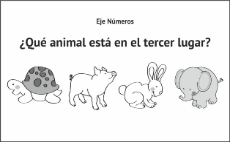 Eje Números
¿Qué animal está en el tercer lugar?